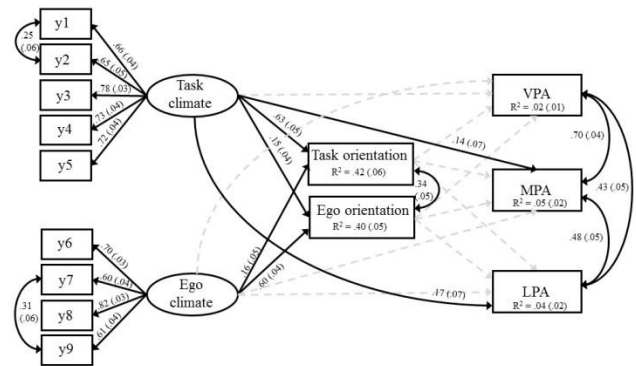 y1
.25
(.06)
y2
y3
y4
y5
.66 (.04)
.65 (.05)
.78 (.03)
.73 (.04)
.72 (.04)
Task
climate
.63 (.05)
.15 (.04)
.14 (.07)
Task orientation
R² = .42 (.06)
.34
(.05)
Ego orientation
R² = .40 (.05)
VPA
R² = .02 (.01)
.70 (.04)
.43 (.05)
MPA
R² = .05 (.02)
.48 (.05)
LPA
R² = .04 (.02)
.17 (.07)
.16 (.05)
.60 (.04)
y6
y7
.31
(.06)
y8
y9
.70 (.03)
.60 (.04)
.82 (.03)
.61 (.04)
Ego
climate